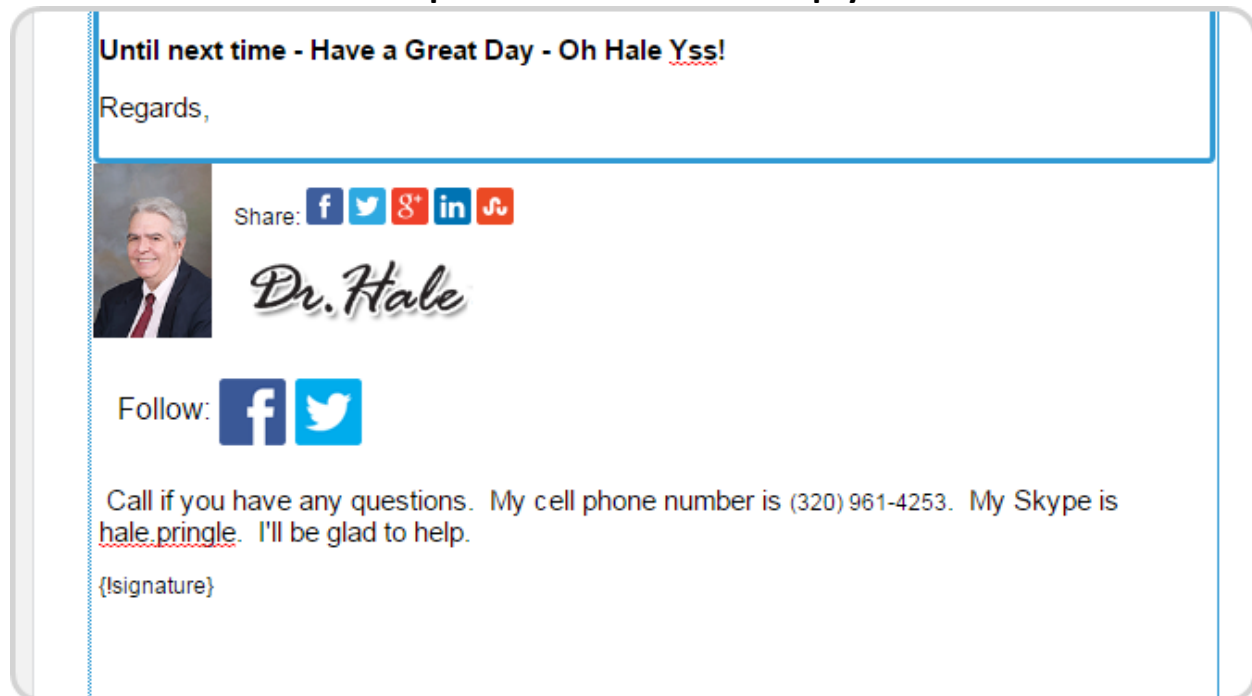 Until next time - Have a Great Day - Oh Hale Yss!
Regards,
Share:
Dr. Hale
Follow:
Call if you have any questions.  My cell phone number is (320) 961-4253.  My Skype is
hale.pringle.  I'll be glad to help.
{!signature}